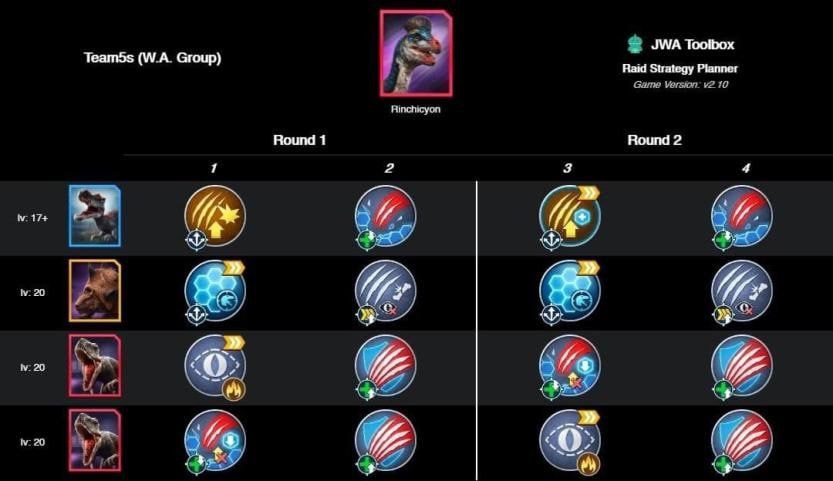 Team5s (W.A. Group)
Rinchicyon
JWA Toolbox
Raid Strategy Planner
Game Version: v2.10
Round 1
Round 2
1
2
3
4
lv: 17+
lv: 20
lv: 20
lv: 20